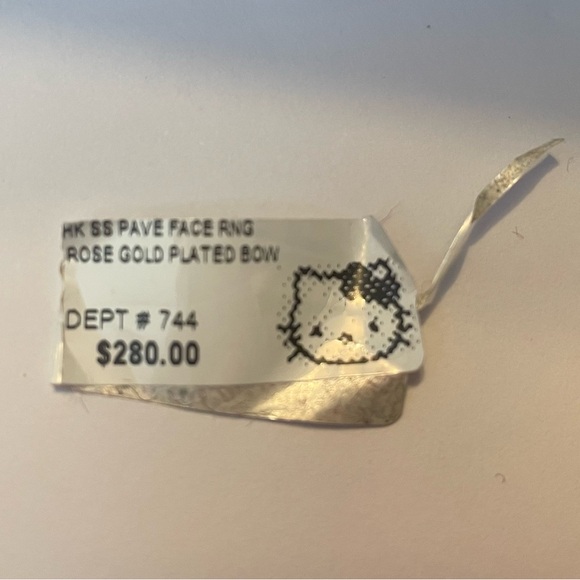 HK SS PAVE FACE RNG
ROSE GOLD PLATED BOW
DEPT # 744
$280.00